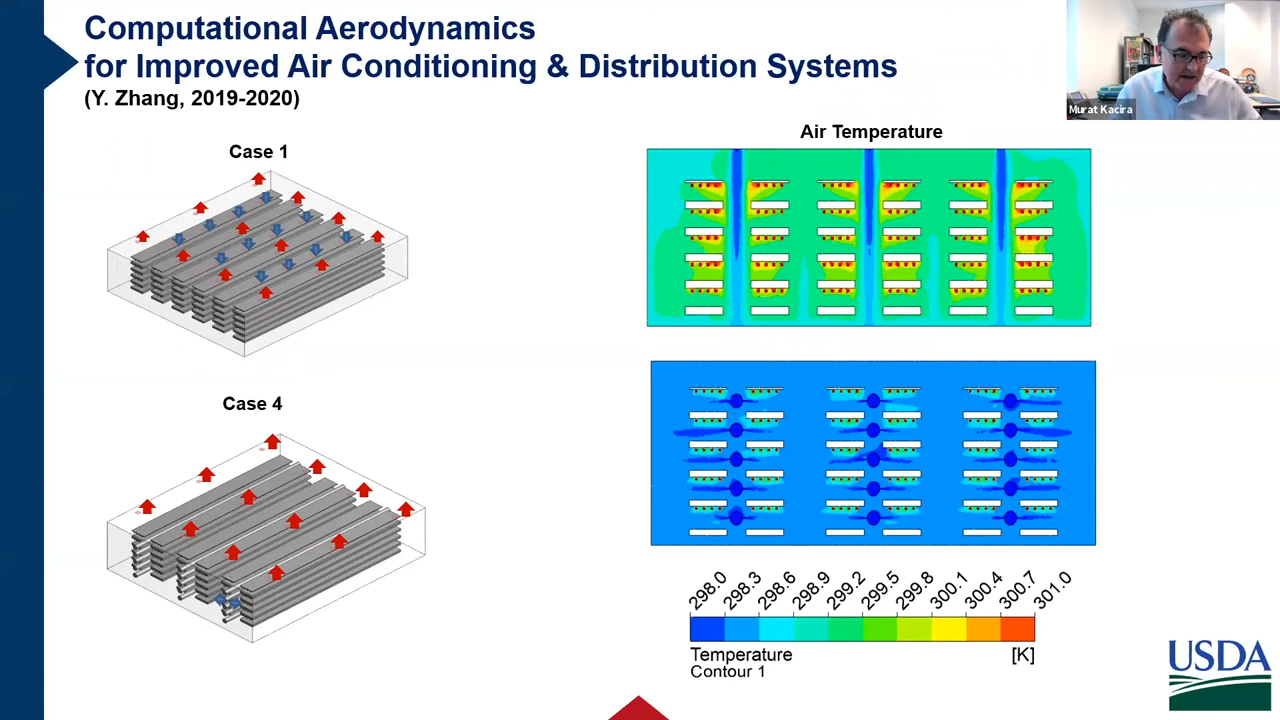 Computational Aerodynamics
for Improved Air Conditioning & Distribution Systems
(Y. Zhang, 2019-2020)
Murat Kacira
Case 1
Air Temperature
Case 4
298.0 298.3 298.6 298.9 299.2 299.5 299.8 300.1 300.4 300.7 301.0
Temperature [K]
Contour 1
USDA